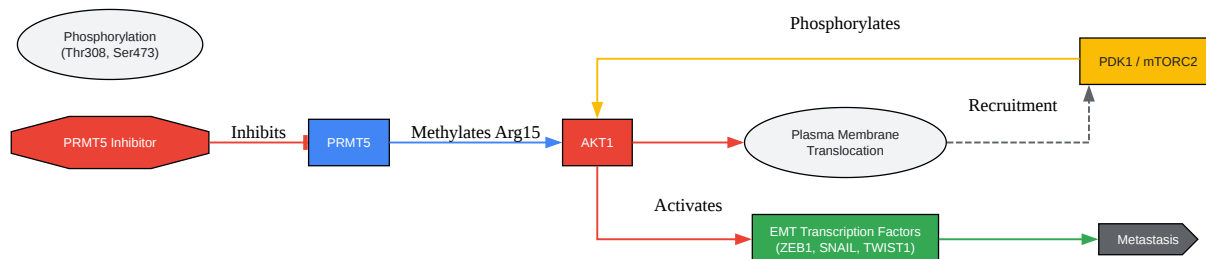 Phosphorylation
(Thr308, Ser473)
Phosphorylates
PDK1 / mTORC2
Recruitment
PRMT5 Inhibitor
Inhibits
PRMT5
Methylates Arg15
AKT1
Plasma Membrane
Translocation
Activates
EMT Transcription Factors
(ZEB1, SNAIL, TWIST1)
Metastasis